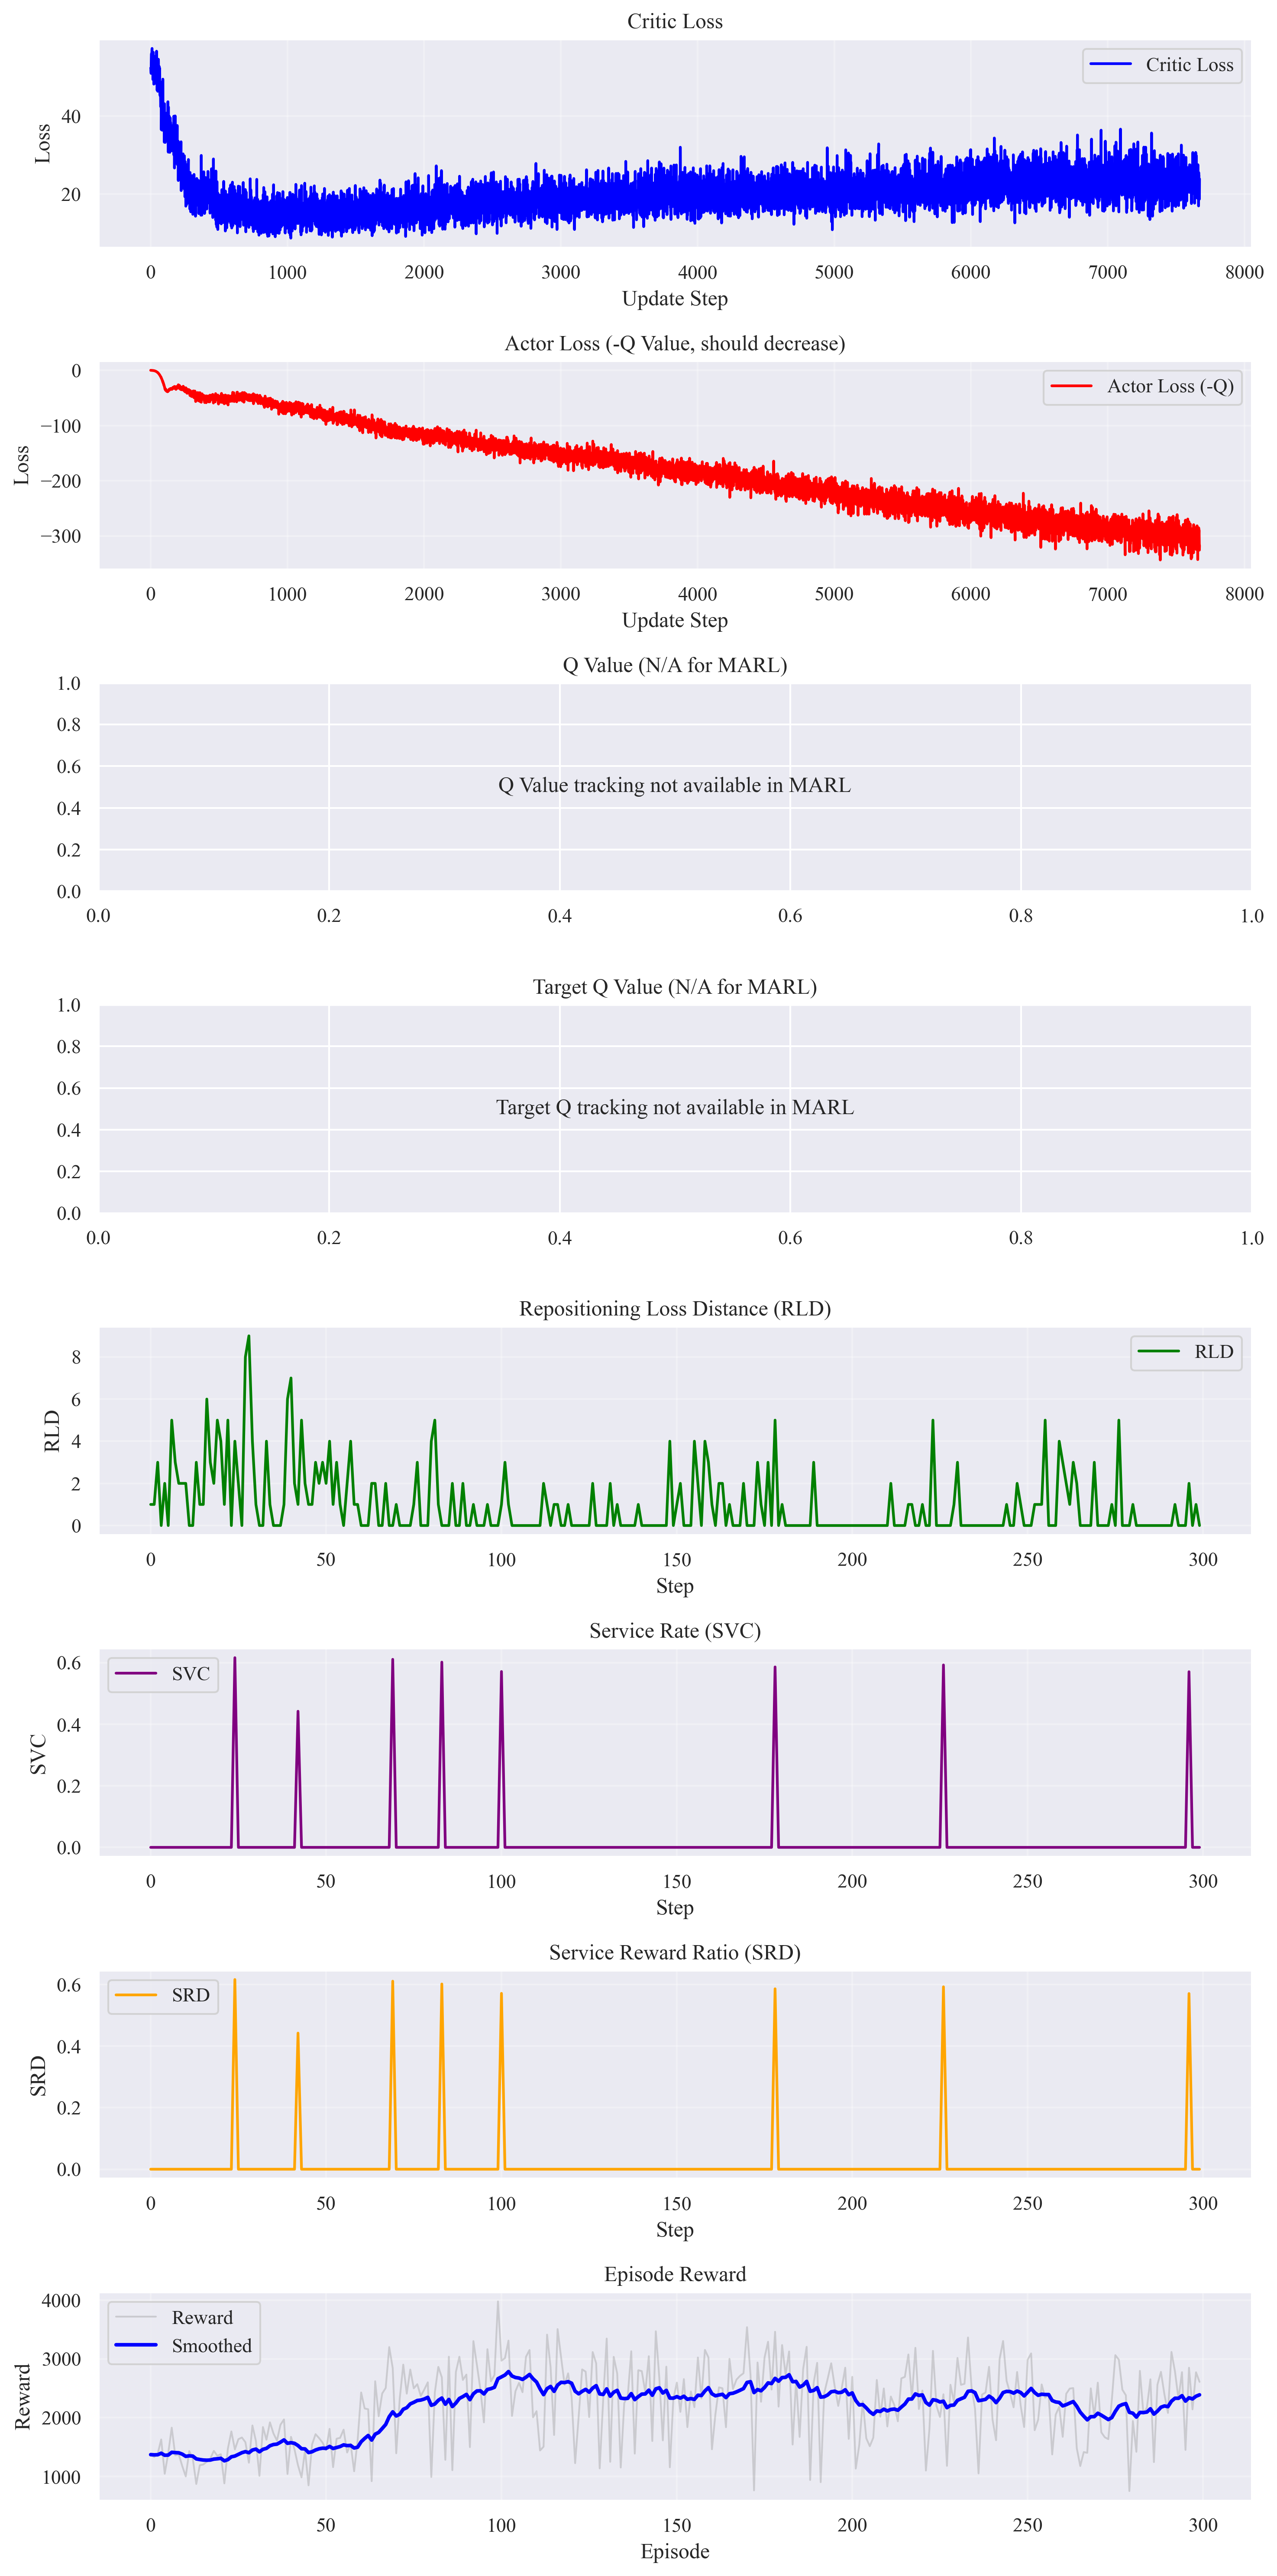 Critic Loss
Critic Loss
Loss
40
20
0 1000 2000 3000 4000 5000 6000 7000 8000
Update Step
Actor Loss (-Q Value, should decrease)
Actor Loss (-Q)
Loss
0
−100
−200
−300
0 1000 2000 3000 4000 5000 6000 7000 8000
Update Step
Q Value (N/A for MARL)
1.0
0.8
0.6
Q Value tracking not available in MARL
0.4
0.2
0.0
0.0 0.2 0.4 0.6 0.8 1.0
Target Q Value (N/A for MARL)
1.0
0.8
0.6
Target Q tracking not available in MARL
0.4
0.2
0.0
0.0 0.2 0.4 0.6 0.8 1.0
Repositioning Loss Distance (RLD)
RLD
RLD
8
6
4
2
0
0 50 100 150 200 250 300
Step
Service Rate (SVC)
SVC
SVC
0.6
0.4
0.2
0.0
0 50 100 150 200 250 300
Step
Service Reward Ratio (SRD)
SRD
SRD
0.6
0.4
0.2
0.0
0 50 100 150 200 250 300
Step
Episode Reward
Reward
Smoothed
Reward
4000
3000
2000
1000
0 50 100 150 200 250 300
Episode